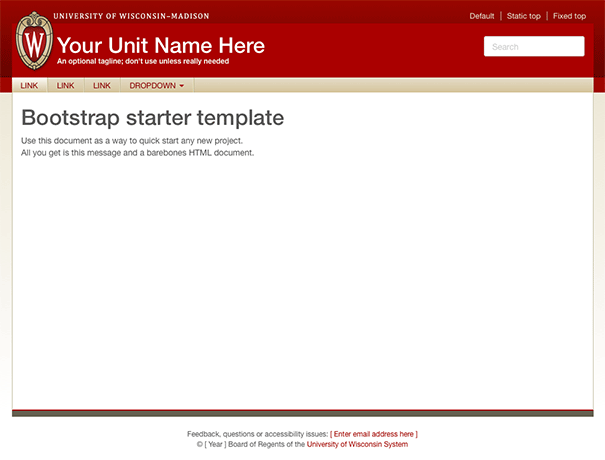 UNIVERSITY OF WISCONSIN–MADISON
Default | Static top | Fixed top
W
Your Unit Name Here
Search
An optional tagline; don't use unless really needed
LINK LINK LINK DROPDOWN
Bootstrap starter template
Use this document as a way to quick start any new project.
All you get is this message and a barebones HTML document.
Feedback, questions or accessibility issues: [ Enter email address here ]
© [ Year ] Board of Regents of the University of Wisconsin System